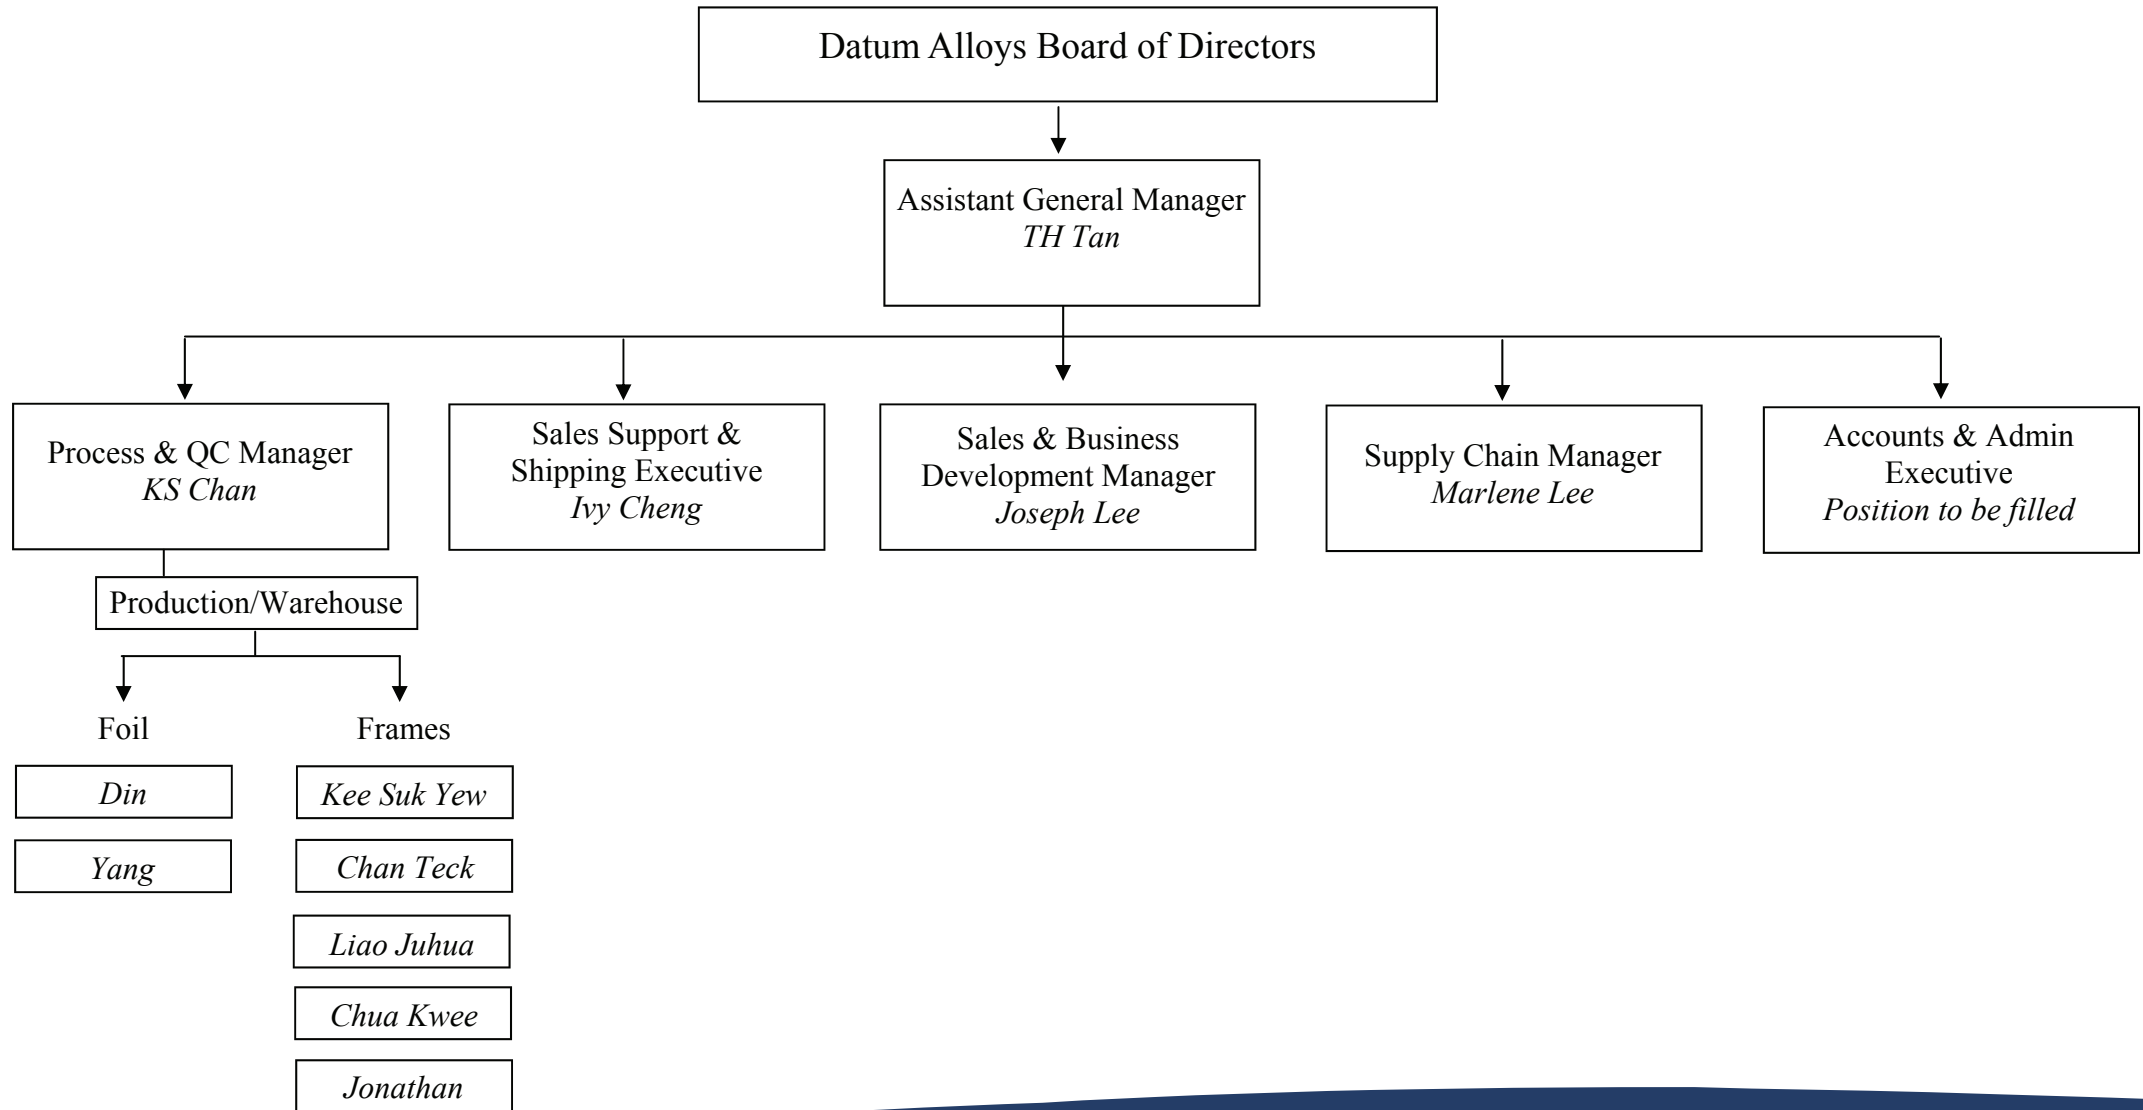 Datum Alloys Board of Directors
Assistant General Manager
TH Tan
Process & QC Manager
KS Chan
Sales Support &
Shipping Executive
Ivy Cheng
Sales & Business
Development Manager
Joseph Lee
Supply Chain Manager
Marlene Lee
Accounts & Admin
Executive
Position to be filled
Production/Warehouse
Foil
Din
Yang
Frames
Kee Suk Yew
Chan Teck
Liao Juhua
Chua Kwee
Jonathan